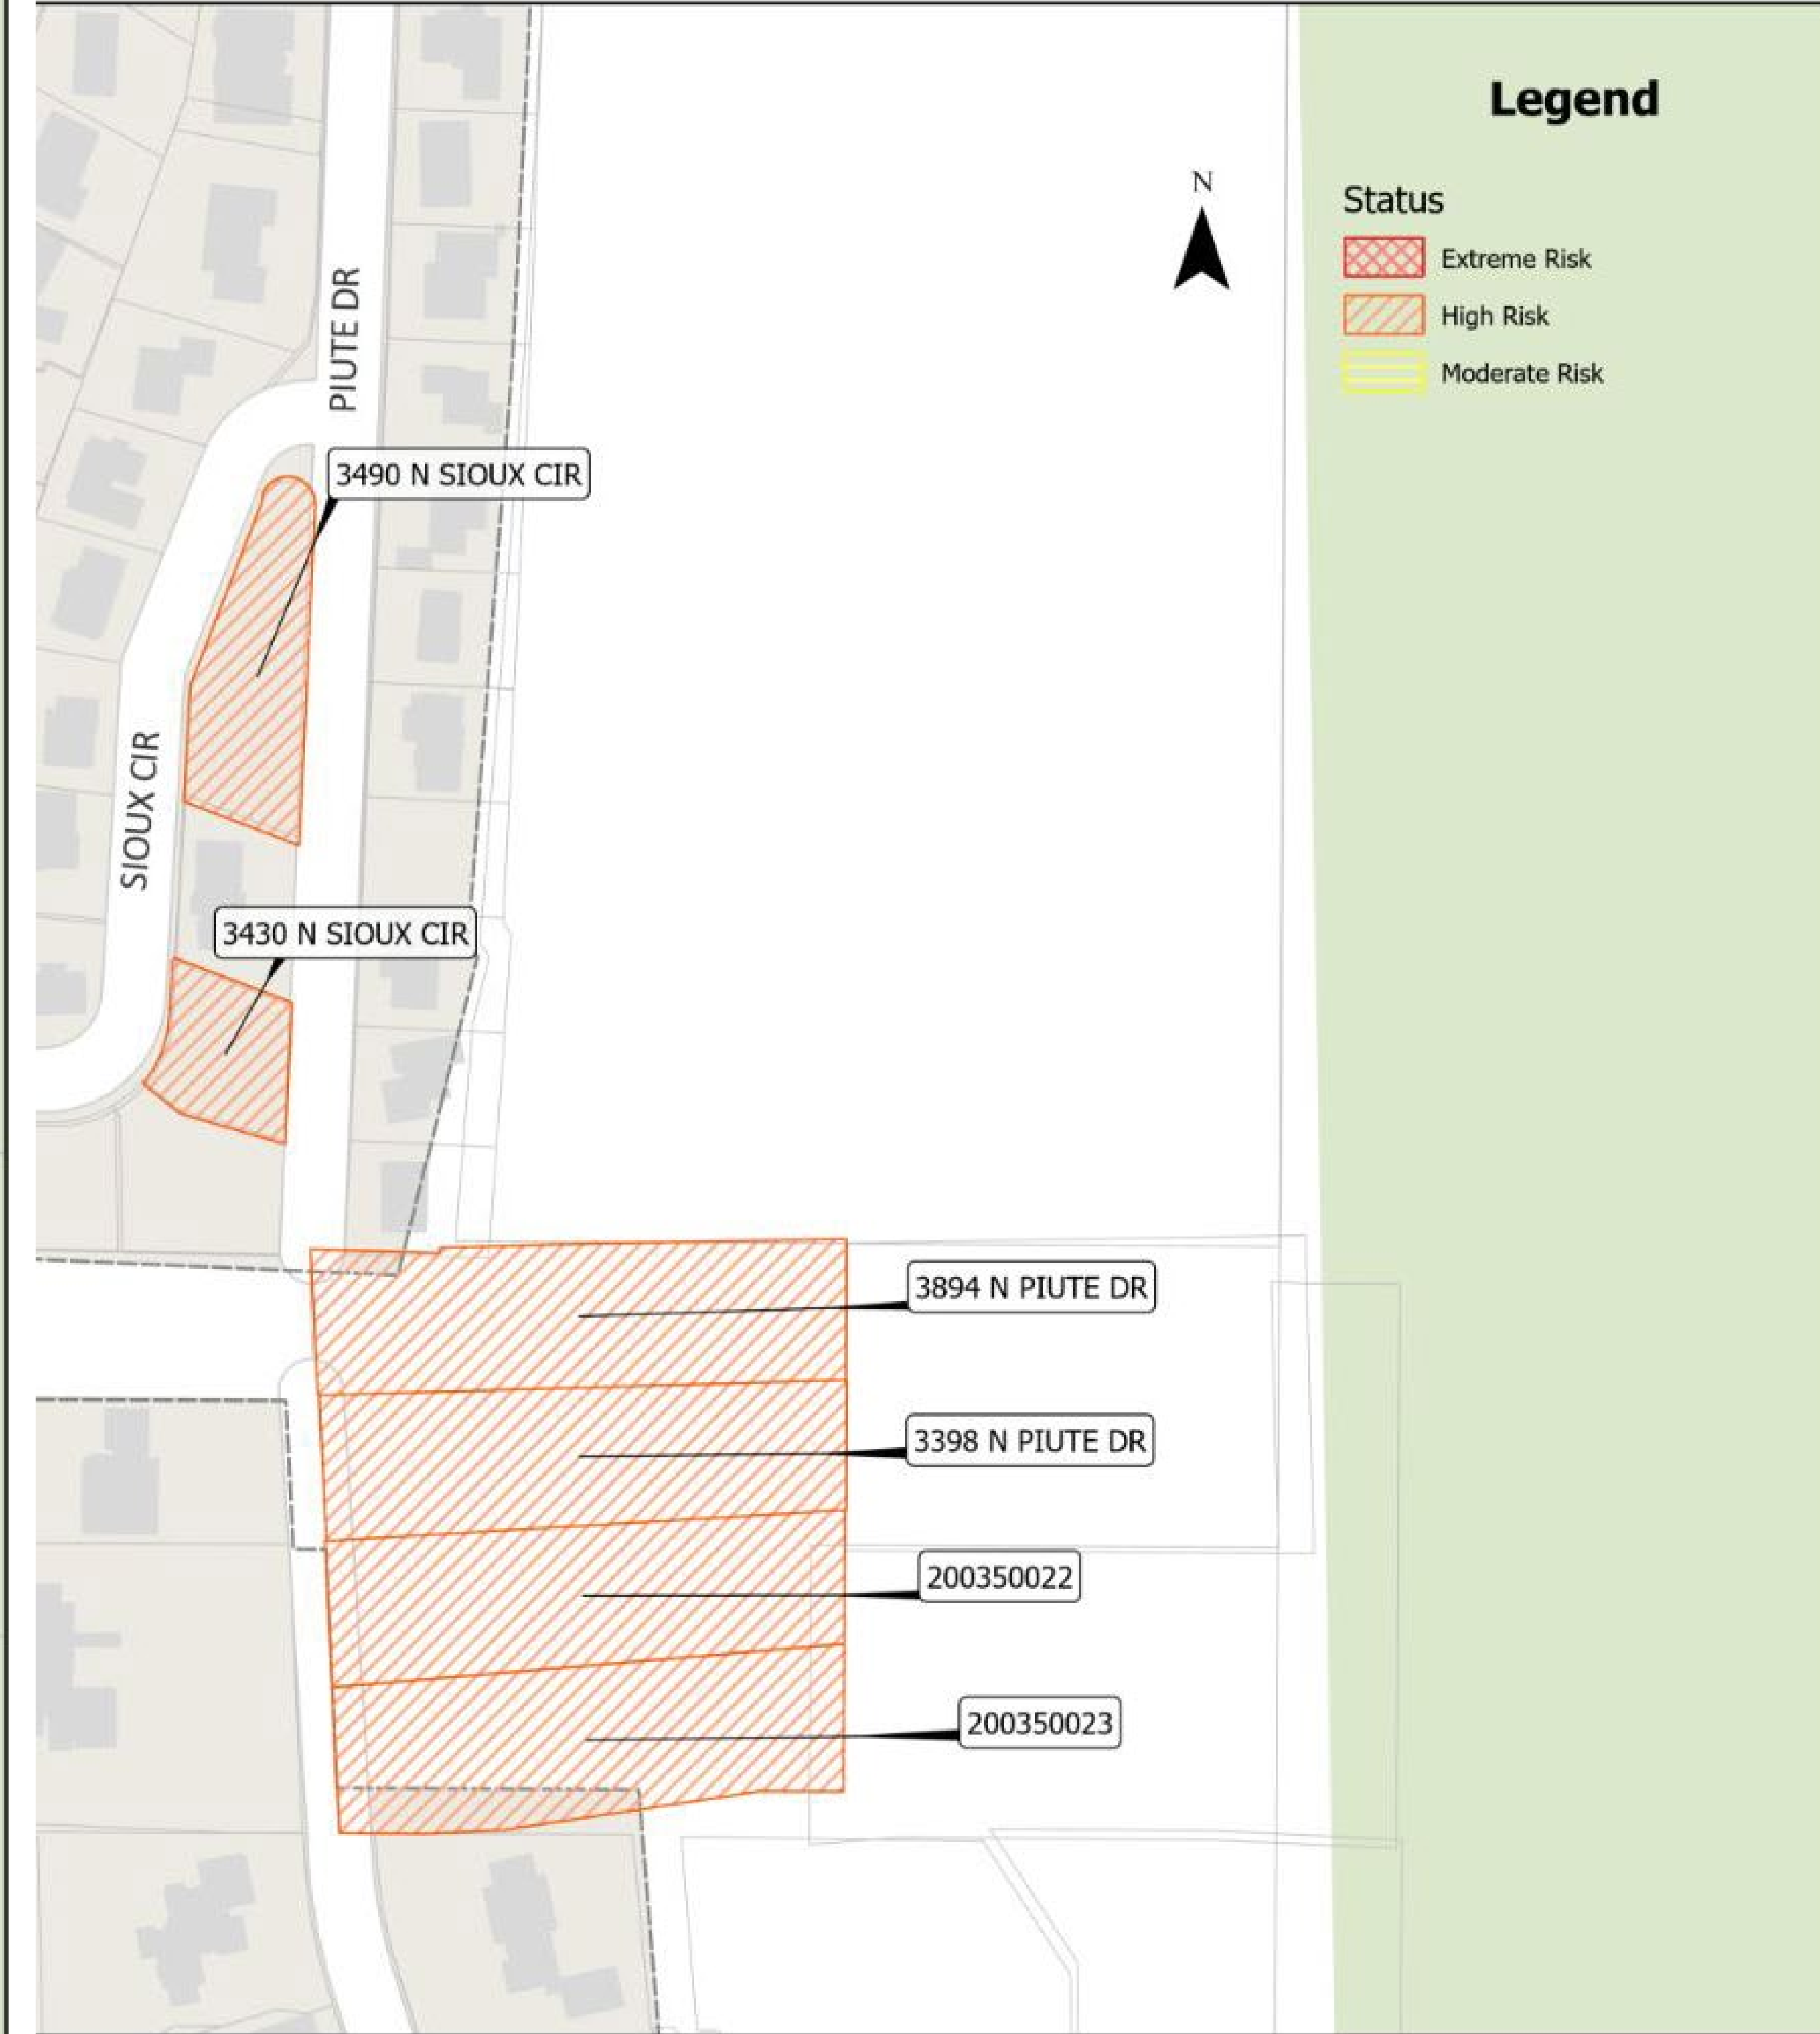 Legend
N
Status
Extreme Risk
High Risk
Moderate Risk
PIUTE DR
3490 N SIOUX CIR
SIOUX CIR
3430 N SIOUX CIR
3894 N PIUTE DR
3398 N PIUTE DR
200350022
200350023